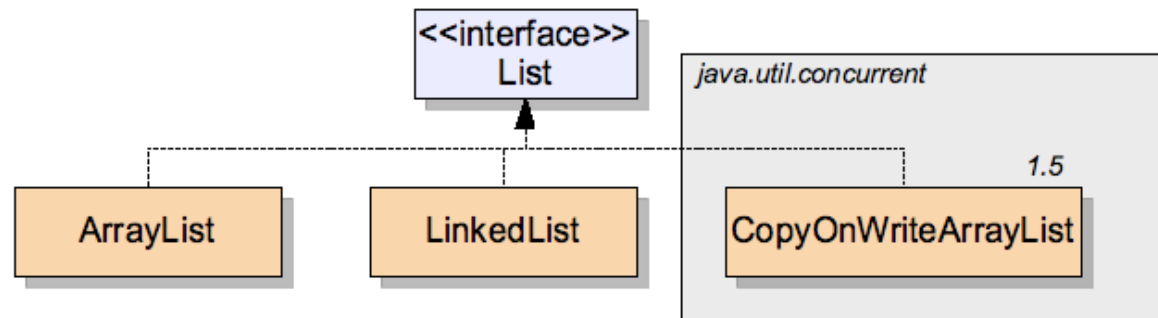 <<interface>>
List
java.util.concurrent
1.5
ArrayList
LinkedList
CopyOnWriteArrayList